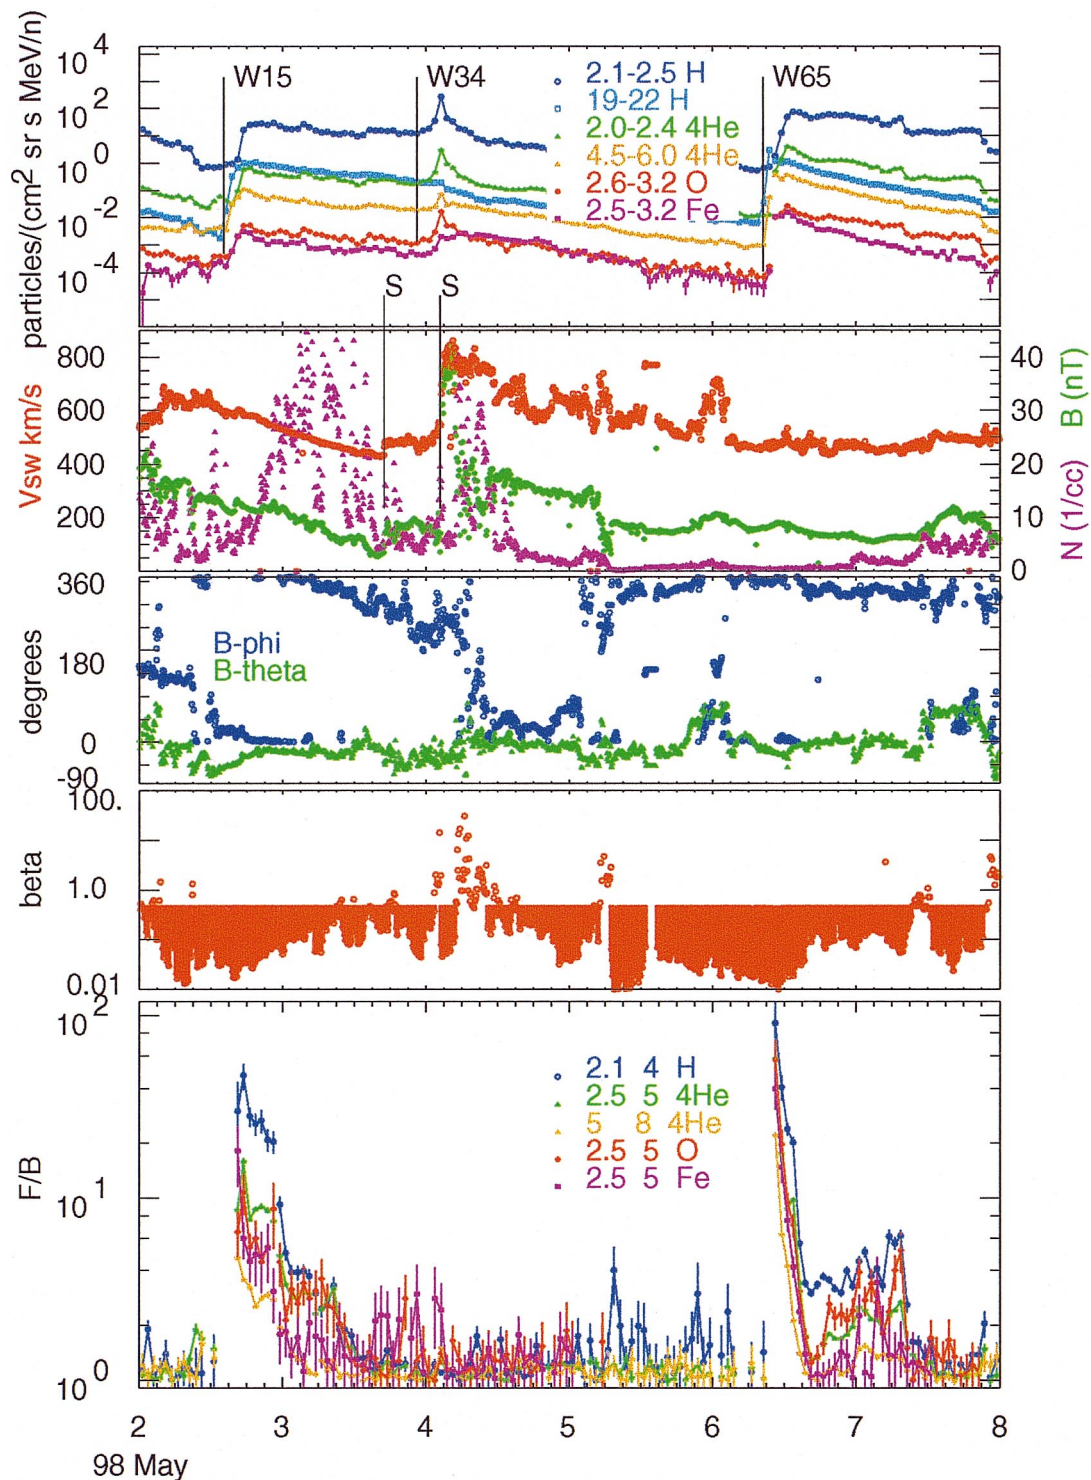 particles/(cm2 sr s MeV/n)
10^4
10^2
10^0
10^-2
10^-4
W15
W34
W65
2.1-2.5 H
19-22 H
2.0-2.4 4He
4.5-6.0 4He
2.6-3.2 O
2.5-3.2 Fe
S
S
Vsw km/s
800
600
400
200
40
30
20
10
0
N (1/cc) B (nT)
degrees
360
180
0
-90
B-phi
B-theta
beta
100.
1.0
0.01
F/B
10^2
10^1
10^0
2.1 4 H
2.5 5 4He
5 8 4He
2.5 5 O
2.5 5 Fe
2 3 4 5 6 7 8
98 May